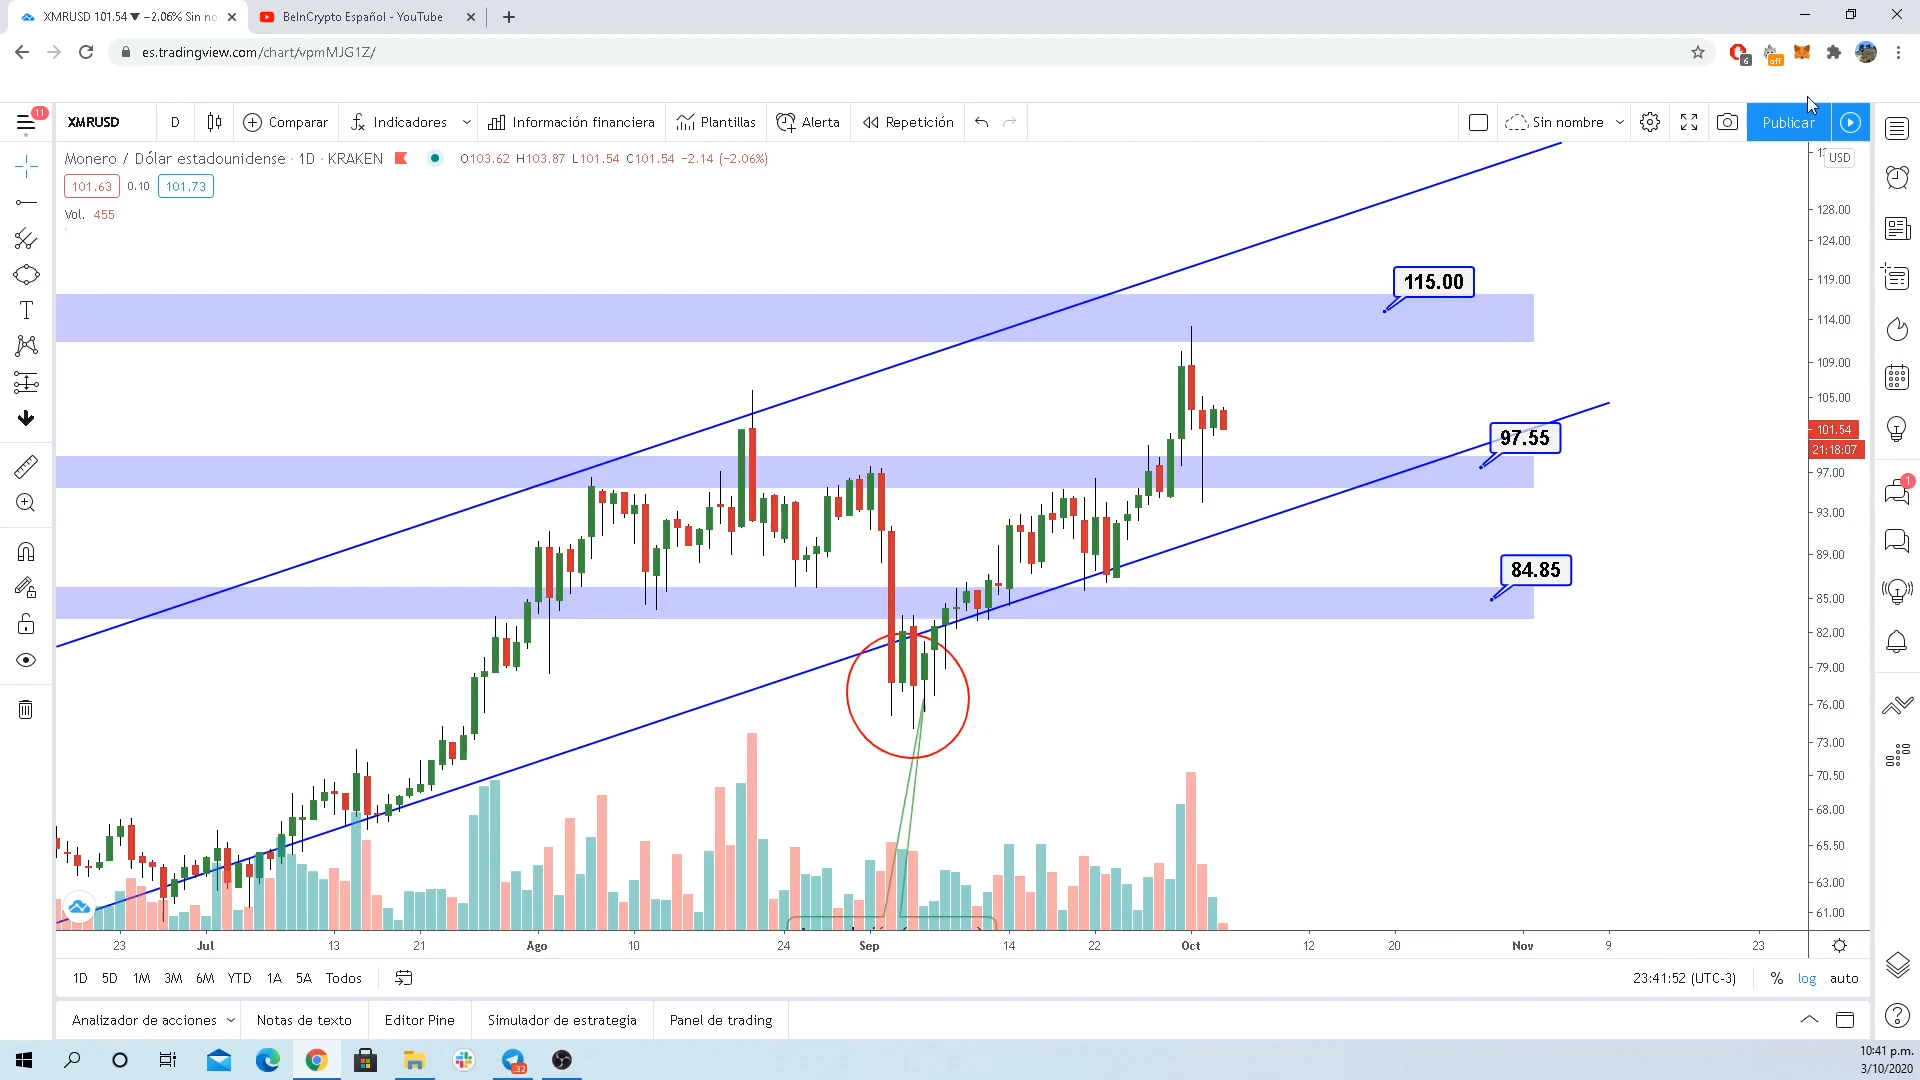 XMRUSD 101.54 ▼ −2.06% Sin no
BeInCrypto Español - YouTube
es.tradingview.com/chart/vpmMJG1Z/
6
off
11
XMRUSD
D
Comparar
Indicadores
Información financiera
Plantillas
Alerta
Repetición
Sin nombre
Publicar
Monero / Dólar estadounidense · 1D · KRAKEN
O103.62 H103.87 L101.54 C101.54 −2.14 (−2.06%)
USD
101.63 0.10 101.73
Vol. 455
128.00
124.00
119.00
114.00
109.00
105.00
101.54
21:18:07
97.00
93.00
89.00
85.00
82.00
79.00
76.00
73.00
70.50
68.00
65.50
63.00
61.00
115.00
97.55
84.85
1
23 Jul 13 21 Ago 10 24 Sep 14 22 Oct 12 20 Nov 9 23
1D 5D 1M 3M 6M YTD 1A 5A Todos
23:41:52 (UTC-3) % log auto
Analizador de acciones
Notas de texto
Editor Pine
Simulador de estrategia
Panel de trading
32
10:41 p.m.
3/10/2020